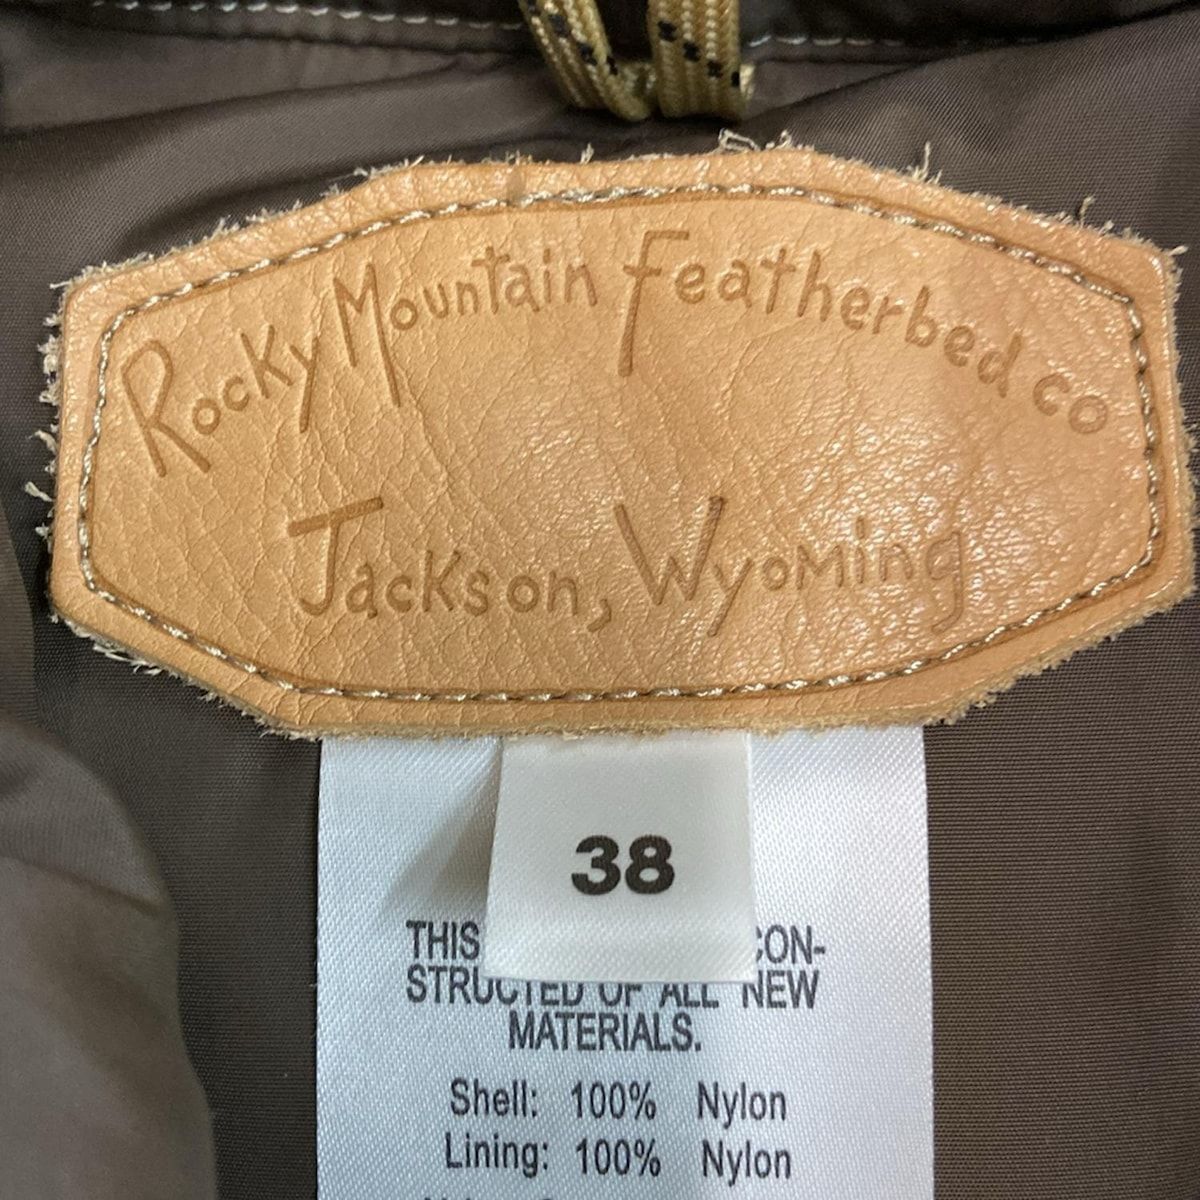 Rocky Mountain Featherbed co
Jackson, Wyoming
38
THIS CON-
STRUCTED OF ALL NEW
MATERIALS.
Shell: 100% Nylon
Lining: 100% Nylon